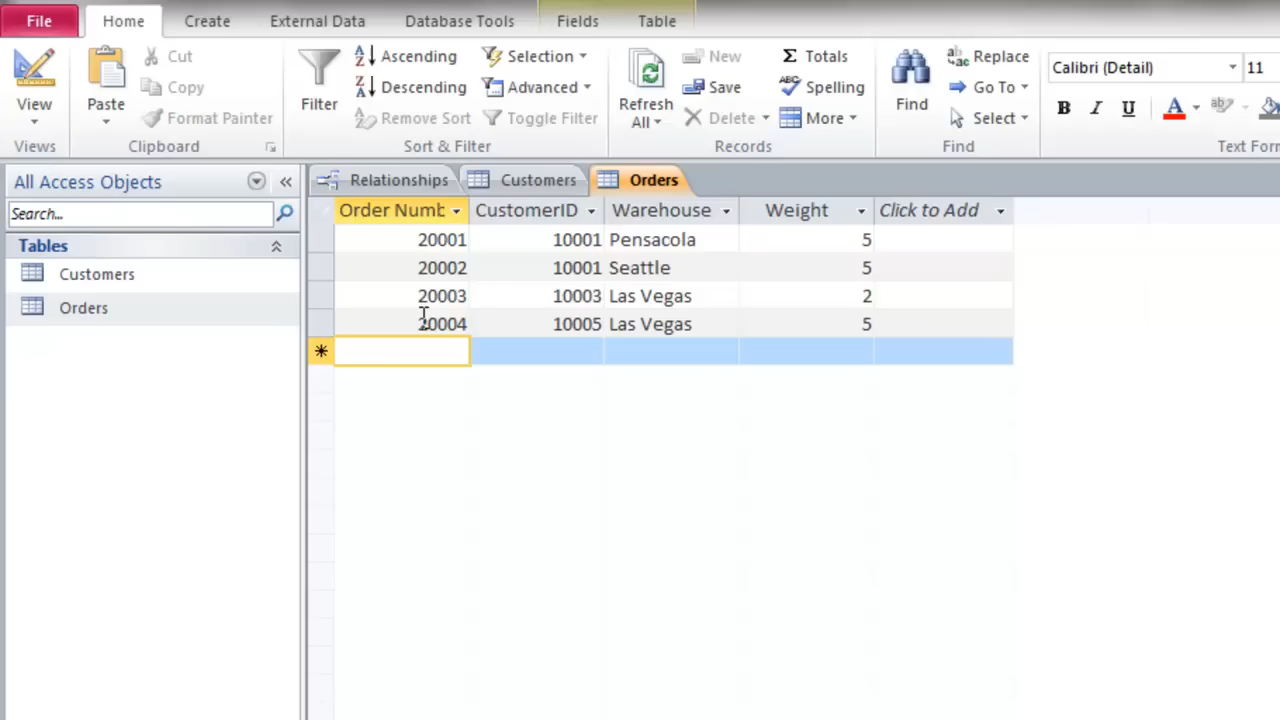 File Home Create External Data Database Tools Fields Table
View
Views
Paste
Cut
Copy
Format Painter
Clipboard
Filter
Ascending
Descending
Remove Sort
Selection
Advanced
Toggle Filter
Sort & Filter
Refresh
All
New
Save
Delete
Totals
Spelling
More
Records
Find
Replace
Go To
Select
Find
Calibri (Detail) 11
B I U A ab
Text Form
All Access Objects
Search...
Tables
Customers
Orders
Relationships Customers Orders
Order Numb CustomerID Warehouse Weight Click to Add
20001 10001 Pensacola 5
20002 10001 Seattle 5
20003 10003 Las Vegas 2
20004 10005 Las Vegas 5